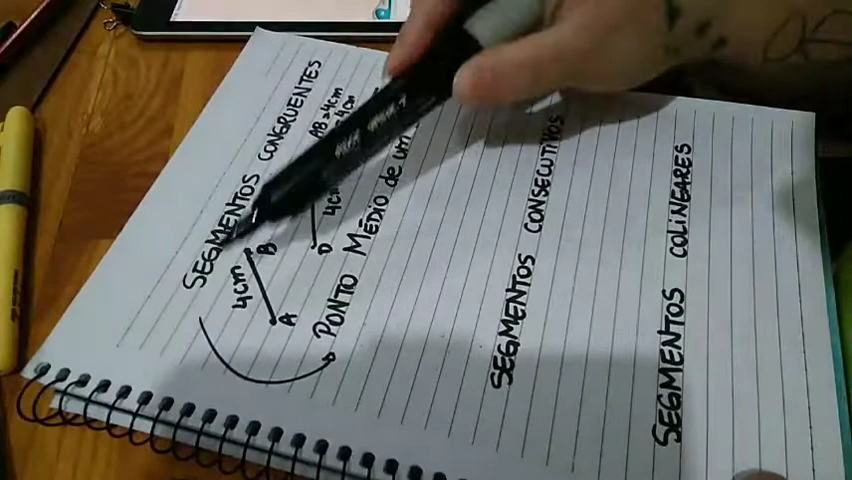 SEGMENTOS CONGRUENTES
4cm B
A
D 4cm
AB = 4cm
PONTO MÉDIO de um
SEGMENTOS CONSECUTIVOS
SEGMENTOS COLINEARES